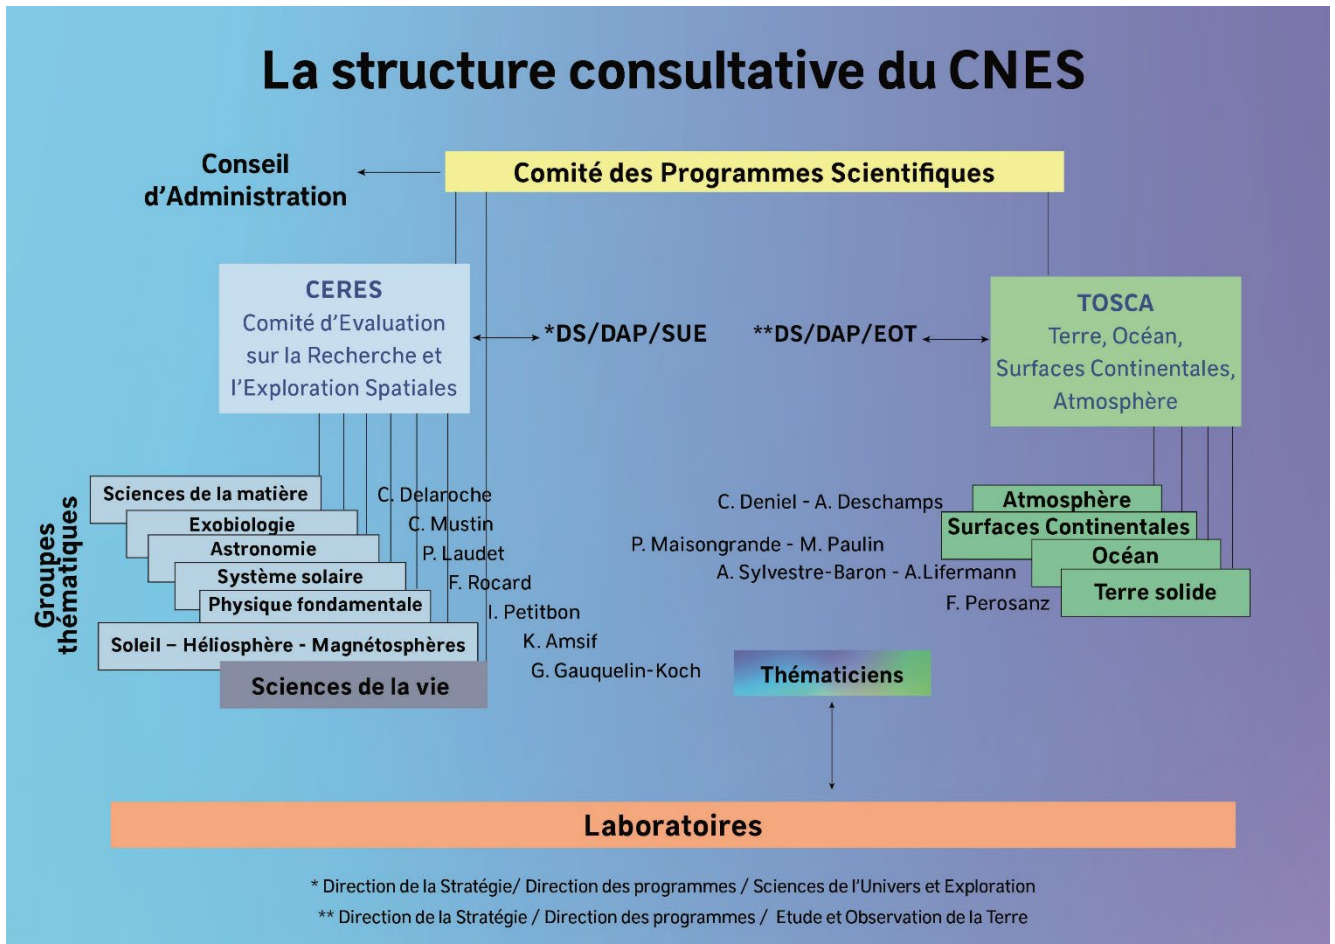 La structure consultative du CNES
Conseil
d'Administration
Comité des Programmes Scientifiques
CERES
Comité d'Evaluation
sur la Recherche et
l'Exploration Spatiales
*DS/DAP/SUE
**DS/DAP/EOT
TOSCA
Terre, Océan,
Surfaces Continentales,
Atmosphère
Groupes
thématiques
Sciences de la matière
Exobiologie
Astronomie
Système solaire
Physique fondamentale
Soleil – Héliosphère - Magnétosphères
Sciences de la vie
C. Delaroche
C. Mustin
P. Laudet
F. Rocard
I. Petitbon
K. Amsif
G. Gauquelin-Koch
C. Deniel - A. Deschamps
P. Maisongrande - M. Paulin
A. Sylvestre-Baron - A.Lifermann
F. Perosanz
Atmosphère
Surfaces Continentales
Océan
Terre solide
Thématiciens
Laboratoires
* Direction de la Stratégie/ Direction des programmes / Sciences de l'Univers et Exploration
** Direction de la Stratégie / Direction des programmes / Etude et Observation de la Terre